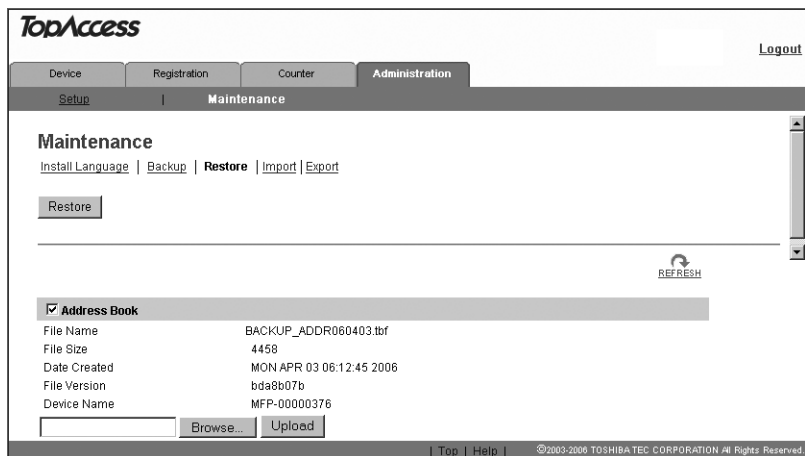 TopAccess
Logout
Device Registration Counter Administration
Setup | Maintenance
Maintenance
Install Language | Backup | Restore | Import | Export
Restore
REFRESH
Address Book
File Name BACKUP_ADDR060403.tbf
File Size 4458
Date Created MON APR 03 06:12:45 2006
File Version bda8b07b
Device Name MFP-00000376
Browse... Upload
| Top | Help | ©2003-2006 TOSHIBA TEC CORPORATION All Rights Reserved.